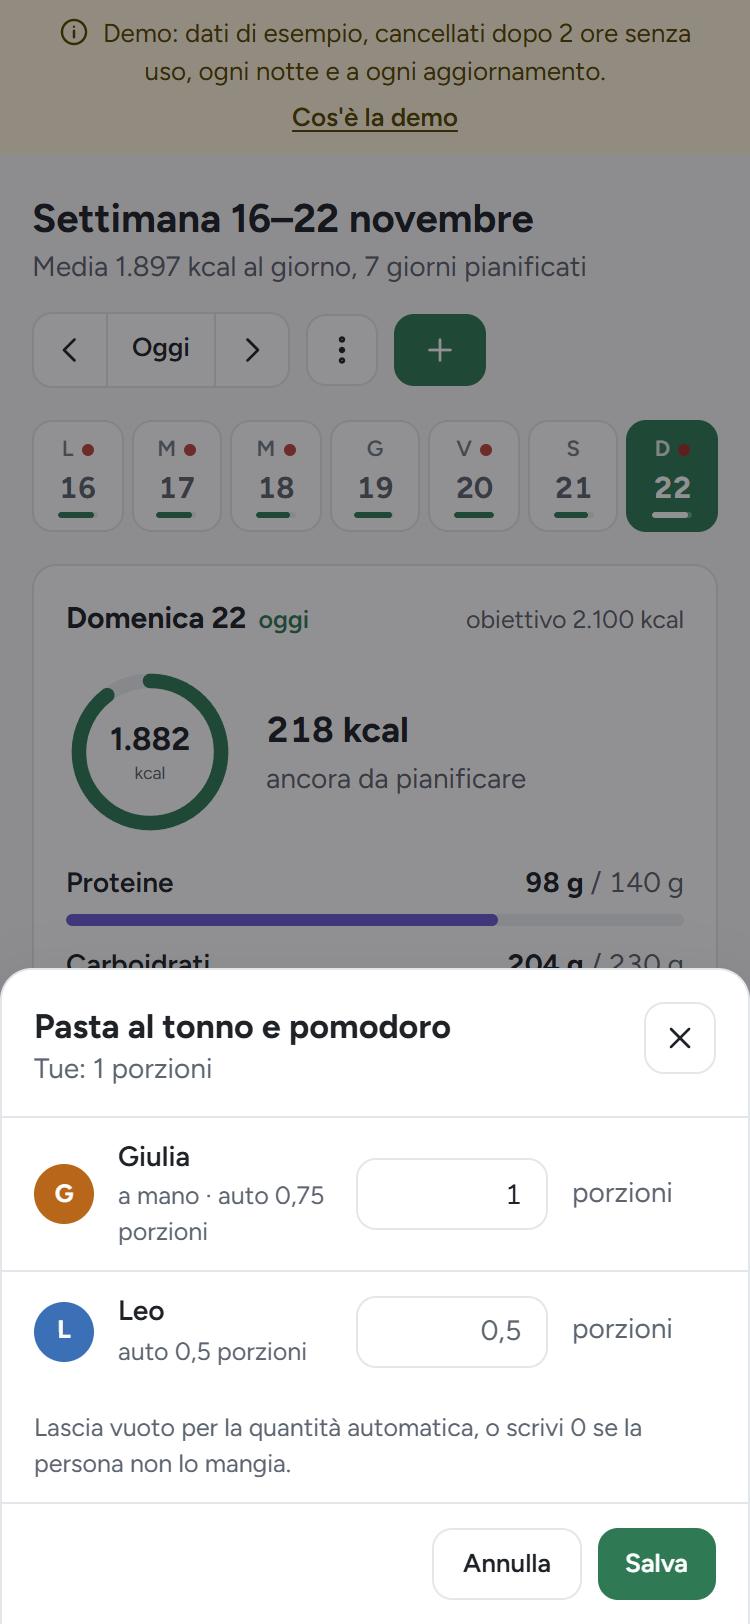 Demo: dati di esempio, cancellati dopo 2 ore senza
uso, ogni notte e a ogni aggiornamento.
Cos'è la demo
Settimana 16–22 novembre
Media 1.897 kcal al giorno, 7 giorni pianificati
Oggi
L M M G V S D
16 17 18 19 20 21 22
Domenica 22 oggi obiettivo 2.100 kcal
1.882
kcal
218 kcal
ancora da pianificare
Proteine 98 g / 140 g
Carboidrati 204 g / 230 g
Pasta al tonno e pomodoro
Tue: 1 porzioni
G
Giulia
a mano · auto 0,75
porzioni
1 porzioni
L
Leo
auto 0,5 porzioni
0,5 porzioni
Lascia vuoto per la quantità automatica, o scrivi 0 se la
persona non lo mangia.
Annulla Salva